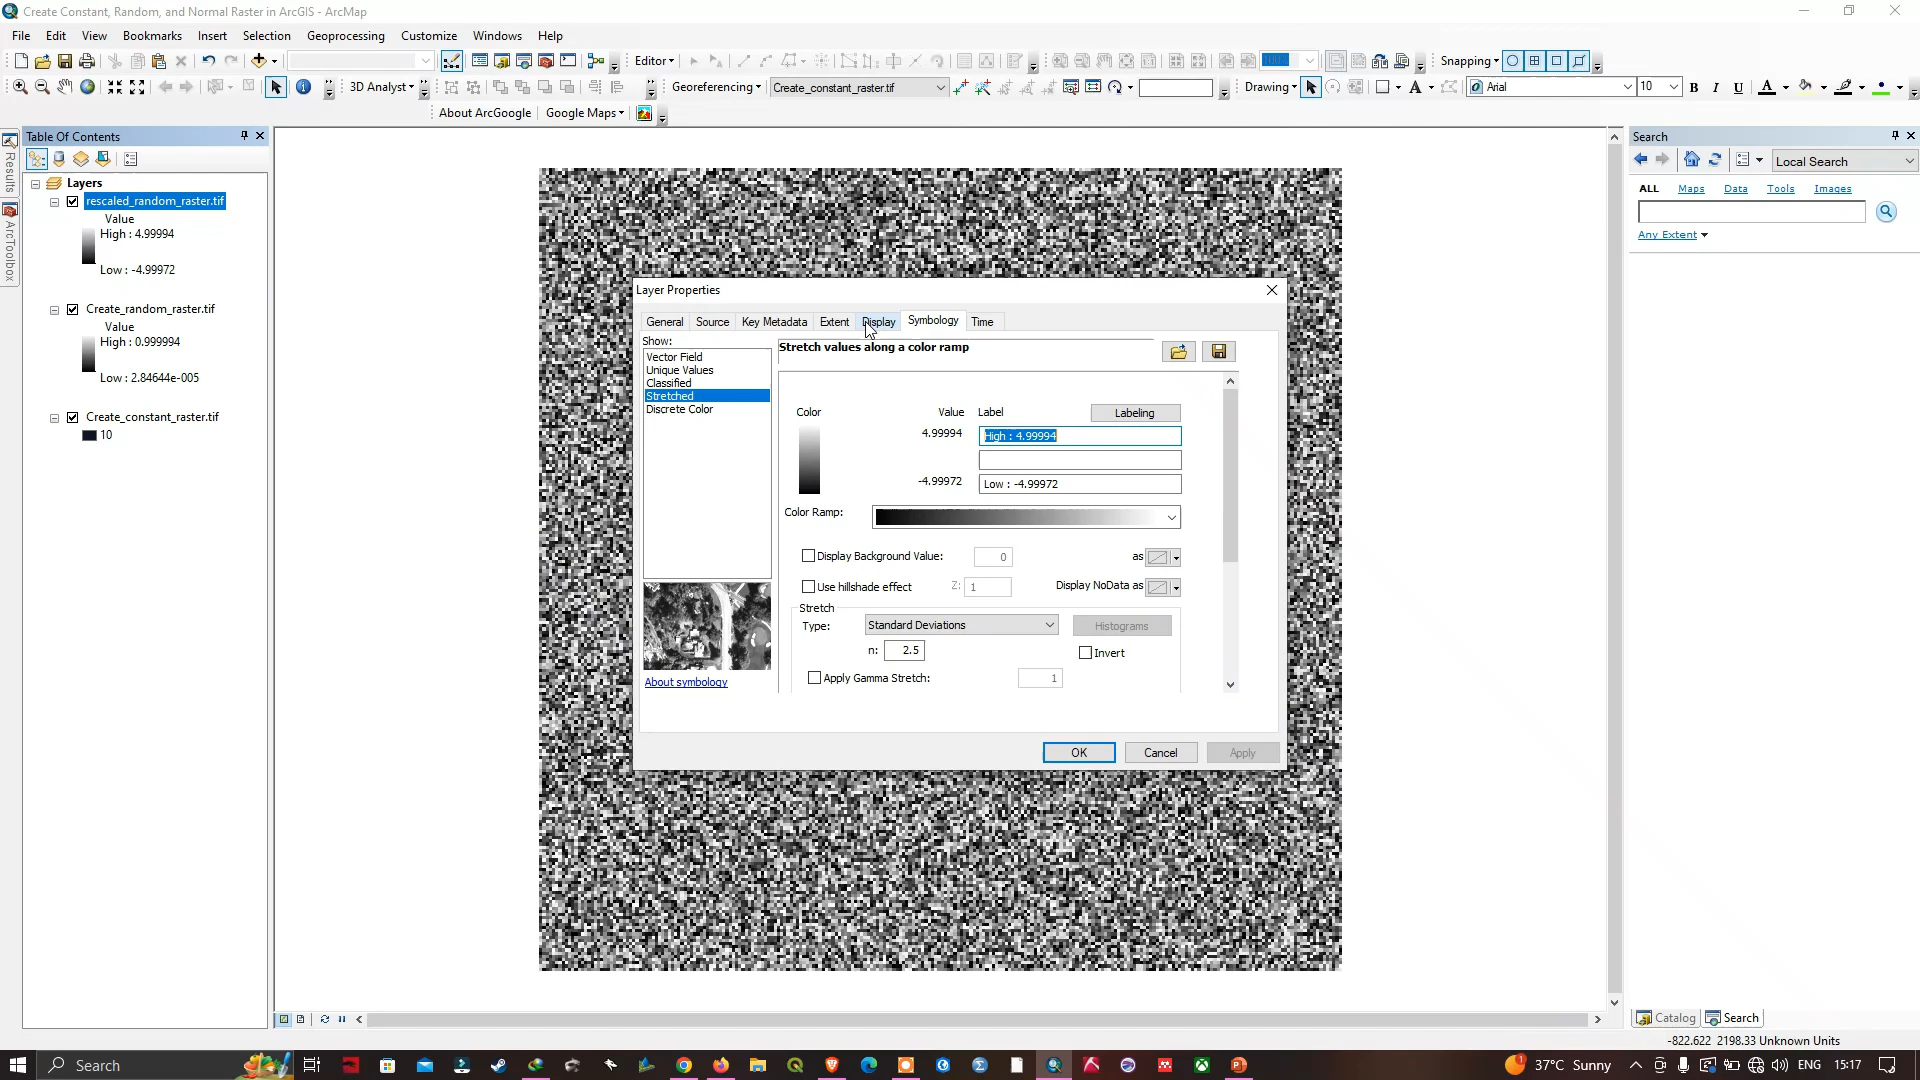 Create Constant, Random, and Normal Raster in ArcGIS - ArcMap
File Edit View Bookmarks Insert Selection Geoprocessing Customize Windows Help
Editor
100%
Snapping
3D Analyst
Georeferencing
Create_constant_raster.tif
Drawing
Arial
10
B I U A
About ArcGoogle
Google Maps
Table Of Contents
Results
ArcToolbox
Layers
rescaled_random_raster.tif
Value
High : 4.99994
Low : -4.99972
Create_random_raster.tif
Value
High : 0.999994
Low : 2.84644e-005
Create_constant_raster.tif
10
Layer Properties
General Source Key Metadata Extent Display Symbology Time
Show:
Vector Field
Unique Values
Classified
Stretched
Discrete Color
About symbology
Stretch values along a color ramp
Color Value Label Labeling
4.99994 High : 4.99994
-4.99972 Low : -4.99972
Color Ramp:
Display Background Value: 0 as
Use hillshade effect Z: 1 Display NoData as
Stretch
Type: Standard Deviations Histograms
n: 2.5 Invert
Apply Gamma Stretch: 1
OK Cancel Apply
Search
Local Search
ALL Maps Data Tools Images
Any Extent
Catalog Search
-822.622 2198.33 Unknown Units
Search
37°C Sunny
ENG 15:17